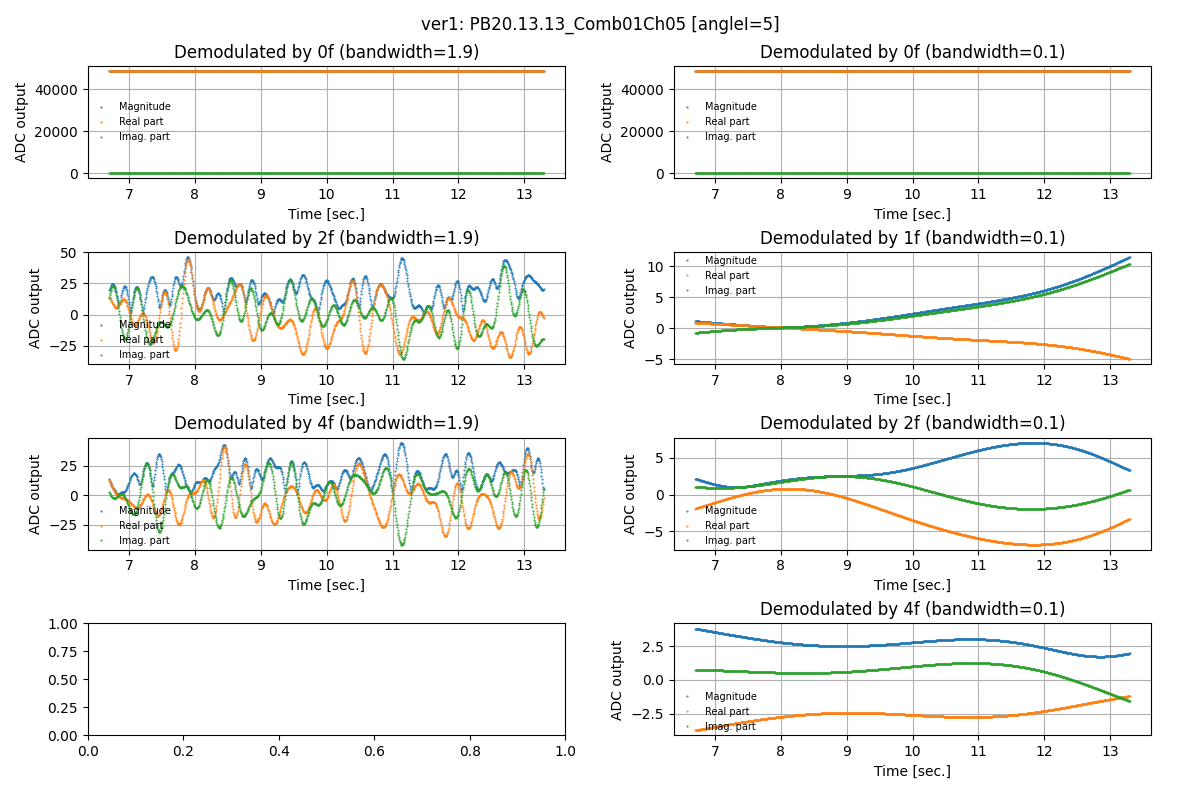 ver1: PB20.13.13_Comb01Ch05 [angleI=5]
Demodulated by 0f (bandwidth=1.9)
ADC output
40000
20000
0
Magnitude
Real part
Imag. part
7 8 9 10 11 12 13
Time [sec.]
Demodulated by 0f (bandwidth=0.1)
ADC output
40000
20000
0
Magnitude
Real part
Imag. part
7 8 9 10 11 12 13
Time [sec.]
Demodulated by 2f (bandwidth=1.9)
ADC output
50
25
0
−25
Magnitude
Real part
Imag. part
7 8 9 10 11 12 13
Time [sec.]
Demodulated by 1f (bandwidth=0.1)
ADC output
10
5
0
−5
Magnitude
Real part
Imag. part
7 8 9 10 11 12 13
Time [sec.]
Demodulated by 4f (bandwidth=1.9)
ADC output
25
0
−25
Magnitude
Real part
Imag. part
7 8 9 10 11 12 13
Time [sec.]
Demodulated by 2f (bandwidth=0.1)
ADC output
5
0
−5
Magnitude
Real part
Imag. part
7 8 9 10 11 12 13
Time [sec.]
1.00
0.75
0.50
0.25
0.00
0.0 0.2 0.4 0.6 0.8 1.0
Demodulated by 4f (bandwidth=0.1)
ADC output
2.5
0.0
−2.5
Magnitude
Real part
Imag. part
7 8 9 10 11 12 13
Time [sec.]